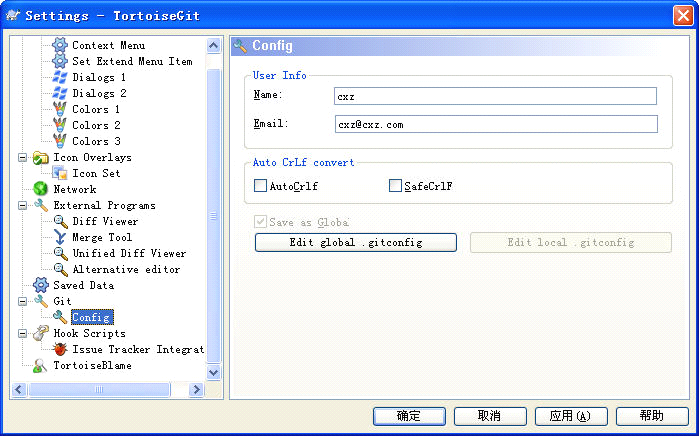 Settings - TortoiseGit
Context Menu
Set Extend Menu Item
Dialogs 1
Dialogs 2
Colors 1
Colors 2
Colors 3
Icon Overlays
Icon Set
Network
External Programs
Diff Viewer
Merge Tool
Unified Diff Viewer
Alternative editor
Saved Data
Git
Config
Hook Scripts
Issue Tracker Integrat
TortoiseBlame
Config
User Info
Name: cxz
Email: cxz@cxz.com
Auto CrLf convert
AutoCrlf SafeCrlF
Save as Global
Edit global .gitconfig Edit local .gitconfig
确定 取消 应用(A) 帮助